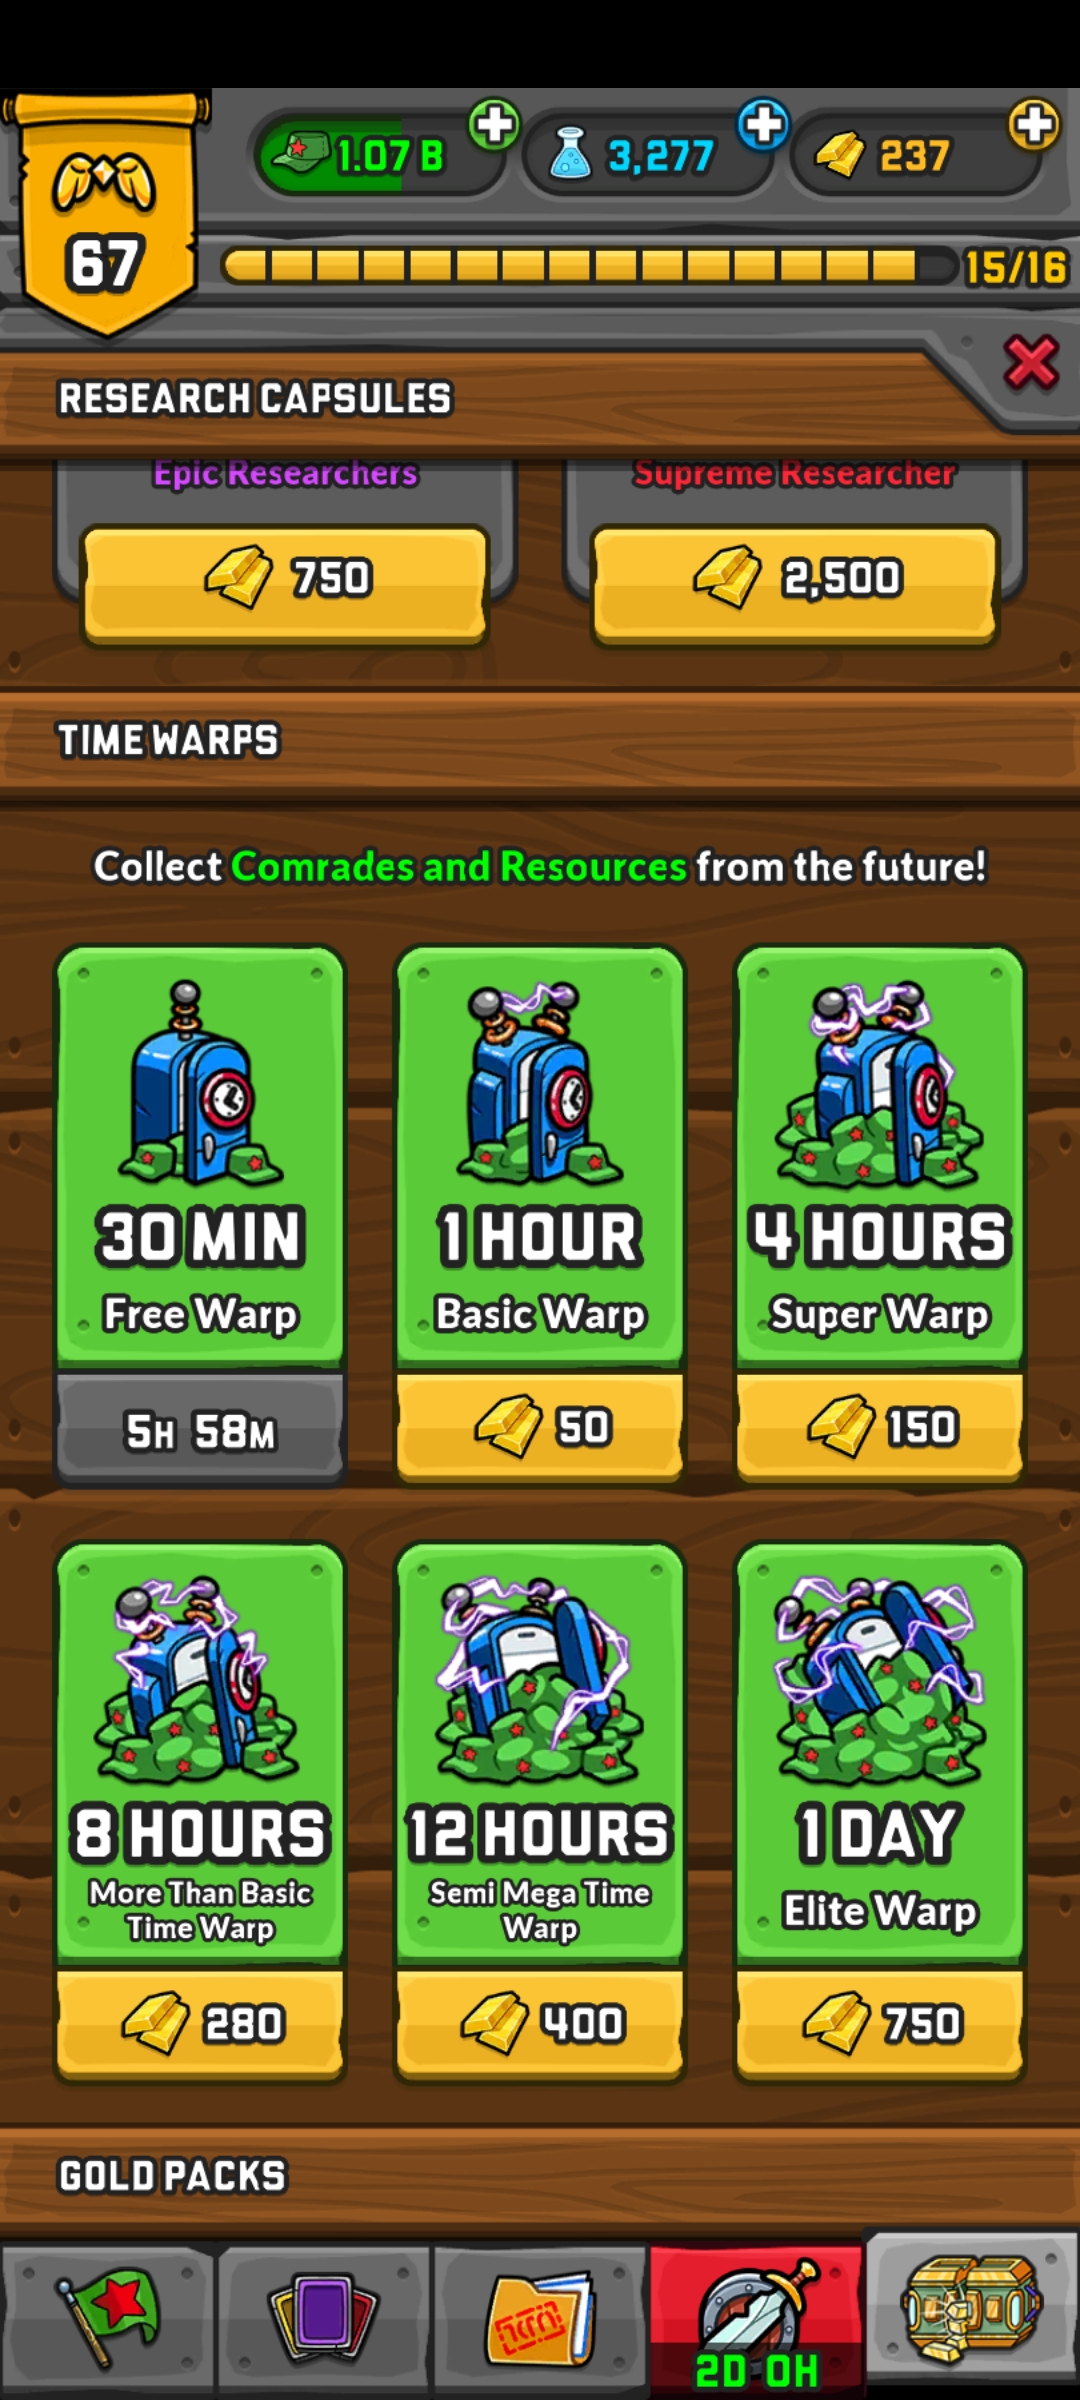 1.07 B
3,277
237
67
15/16
RESEARCH CAPSULES
Epic Researchers
Supreme Researcher
750
2,500
TIME WARPS
Collect Comrades and Resources from the future!
30 MIN
Free Warp
5H 58M
1 HOUR
Basic Warp
50
4 HOURS
Super Warp
150
8 HOURS
More Than Basic
Time Warp
280
12 HOURS
Semi Mega Time
Warp
400
1 DAY
Elite Warp
750
GOLD PACKS
2D 0H